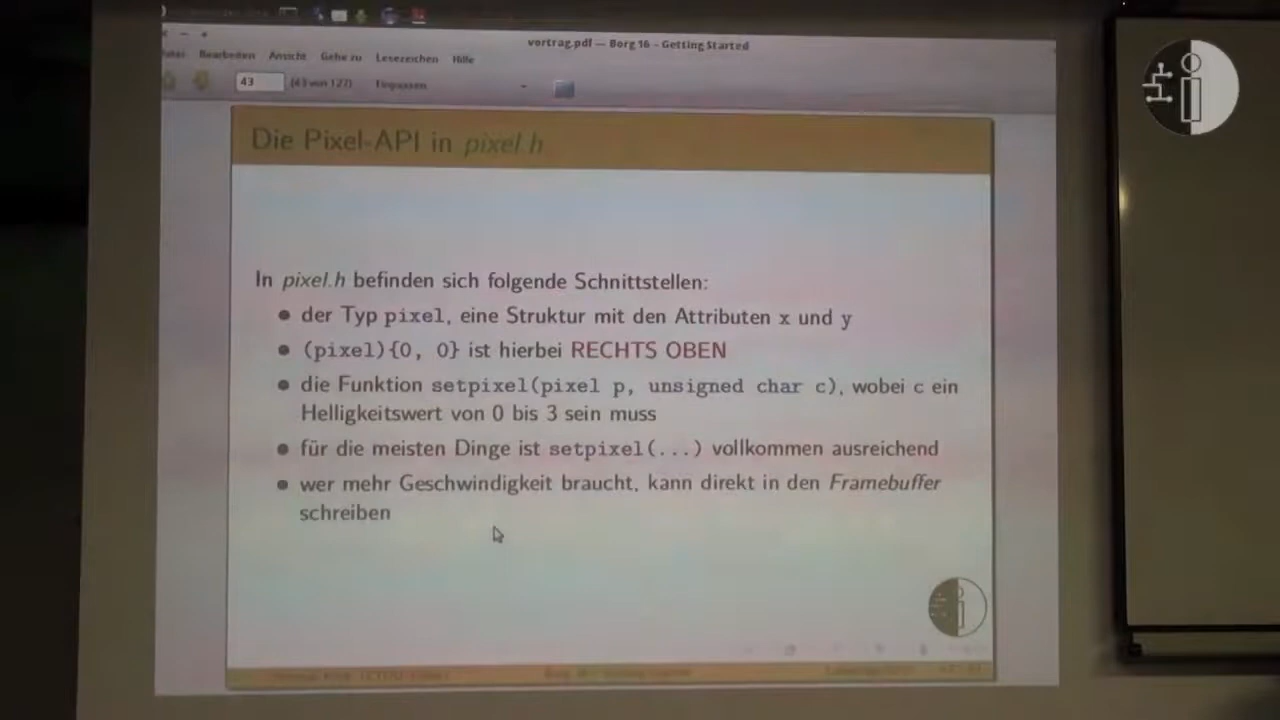 vortrag.pdf — Borg 16 - Getting Started
Bearbeiten Ansicht Gehe zu Lesezeichen Hilfe
43 (43 von 127) Einpassen
Die Pixel-API in pixel.h
In pixel.h befinden sich folgende Schnittstellen:
der Typ pixel, eine Struktur mit den Attributen x und y
(pixel){0, 0} ist hierbei RECHTS OBEN
die Funktion setpixel(pixel p, unsigned char c), wobei c ein
Helligkeitswert von 0 bis 3 sein muss
für die meisten Dinge ist setpixel(...) vollkommen ausreichend
wer mehr Geschwindigkeit braucht, kann direkt in den Framebuffer
schreiben